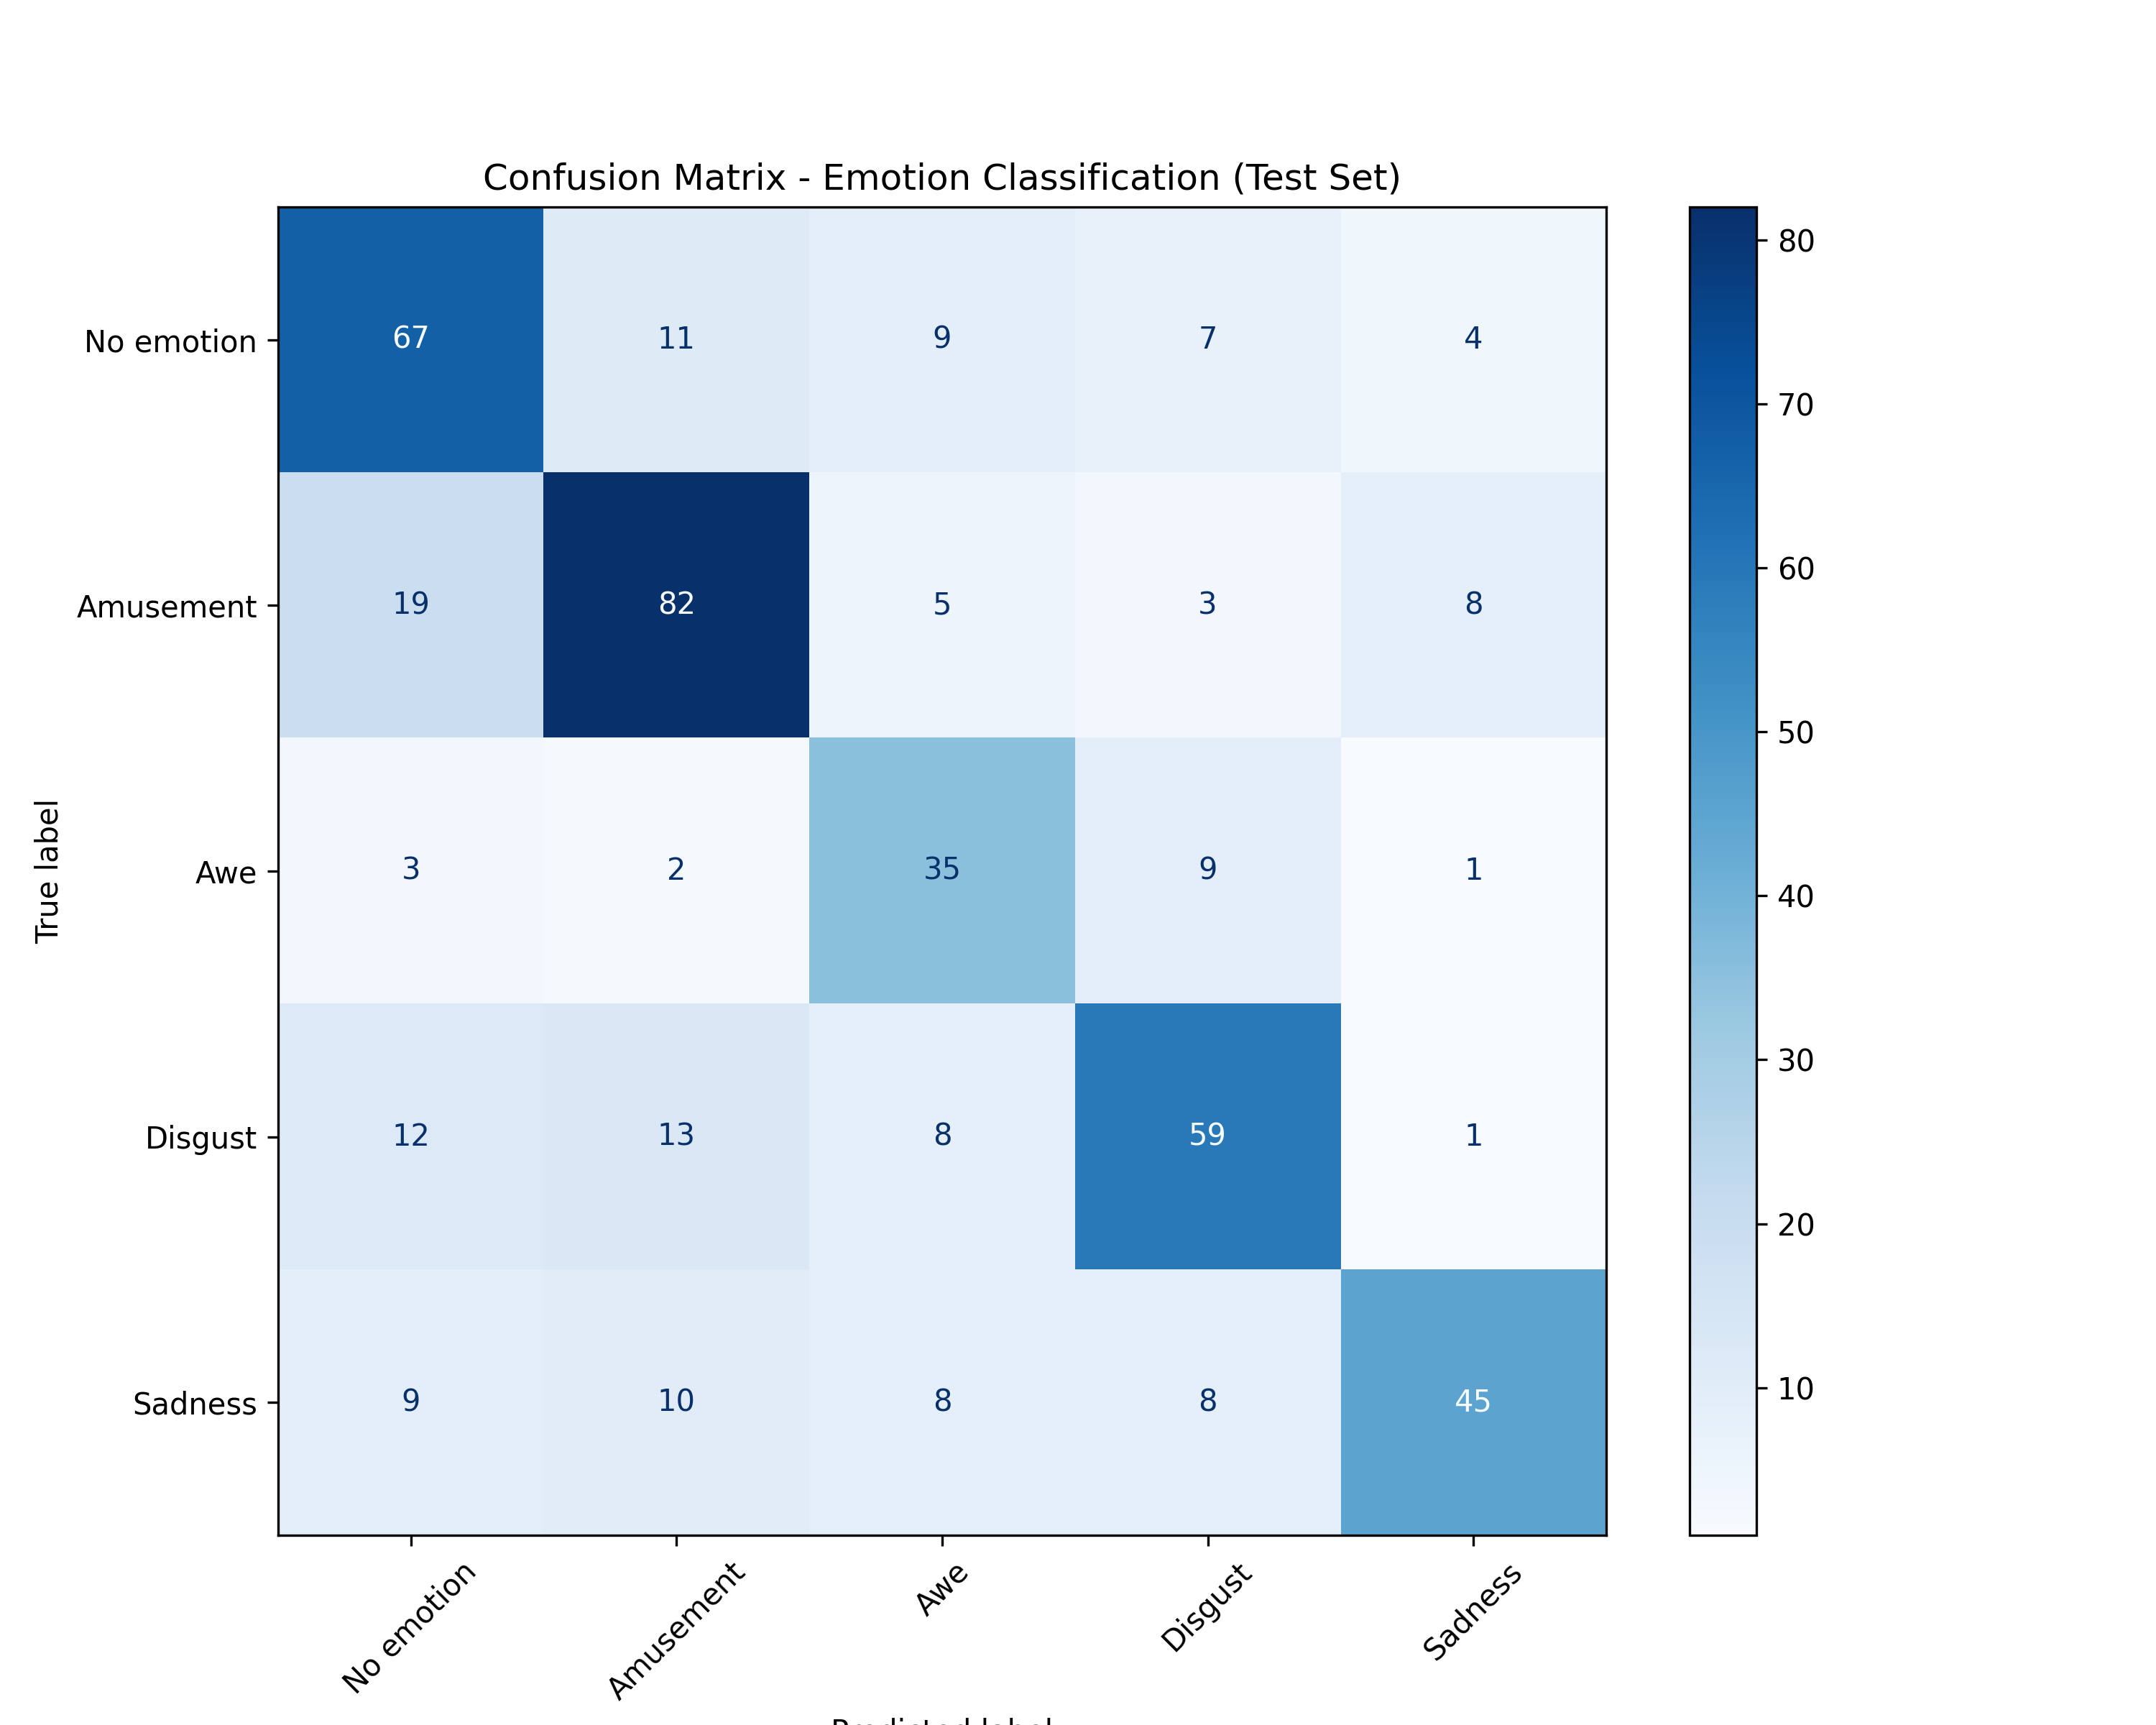 Confusion Matrix - Emotion Classification (Test Set)
No emotion 67 11 9 7 4
Amusement 19 82 5 3 8
Awe 3 2 35 9 1
Disgust 12 13 8 59 1
Sadness 9 10 8 8 45
No emotion Amusement Awe Disgust Sadness
Predicted label
True label
80
70
60
50
40
30
20
10